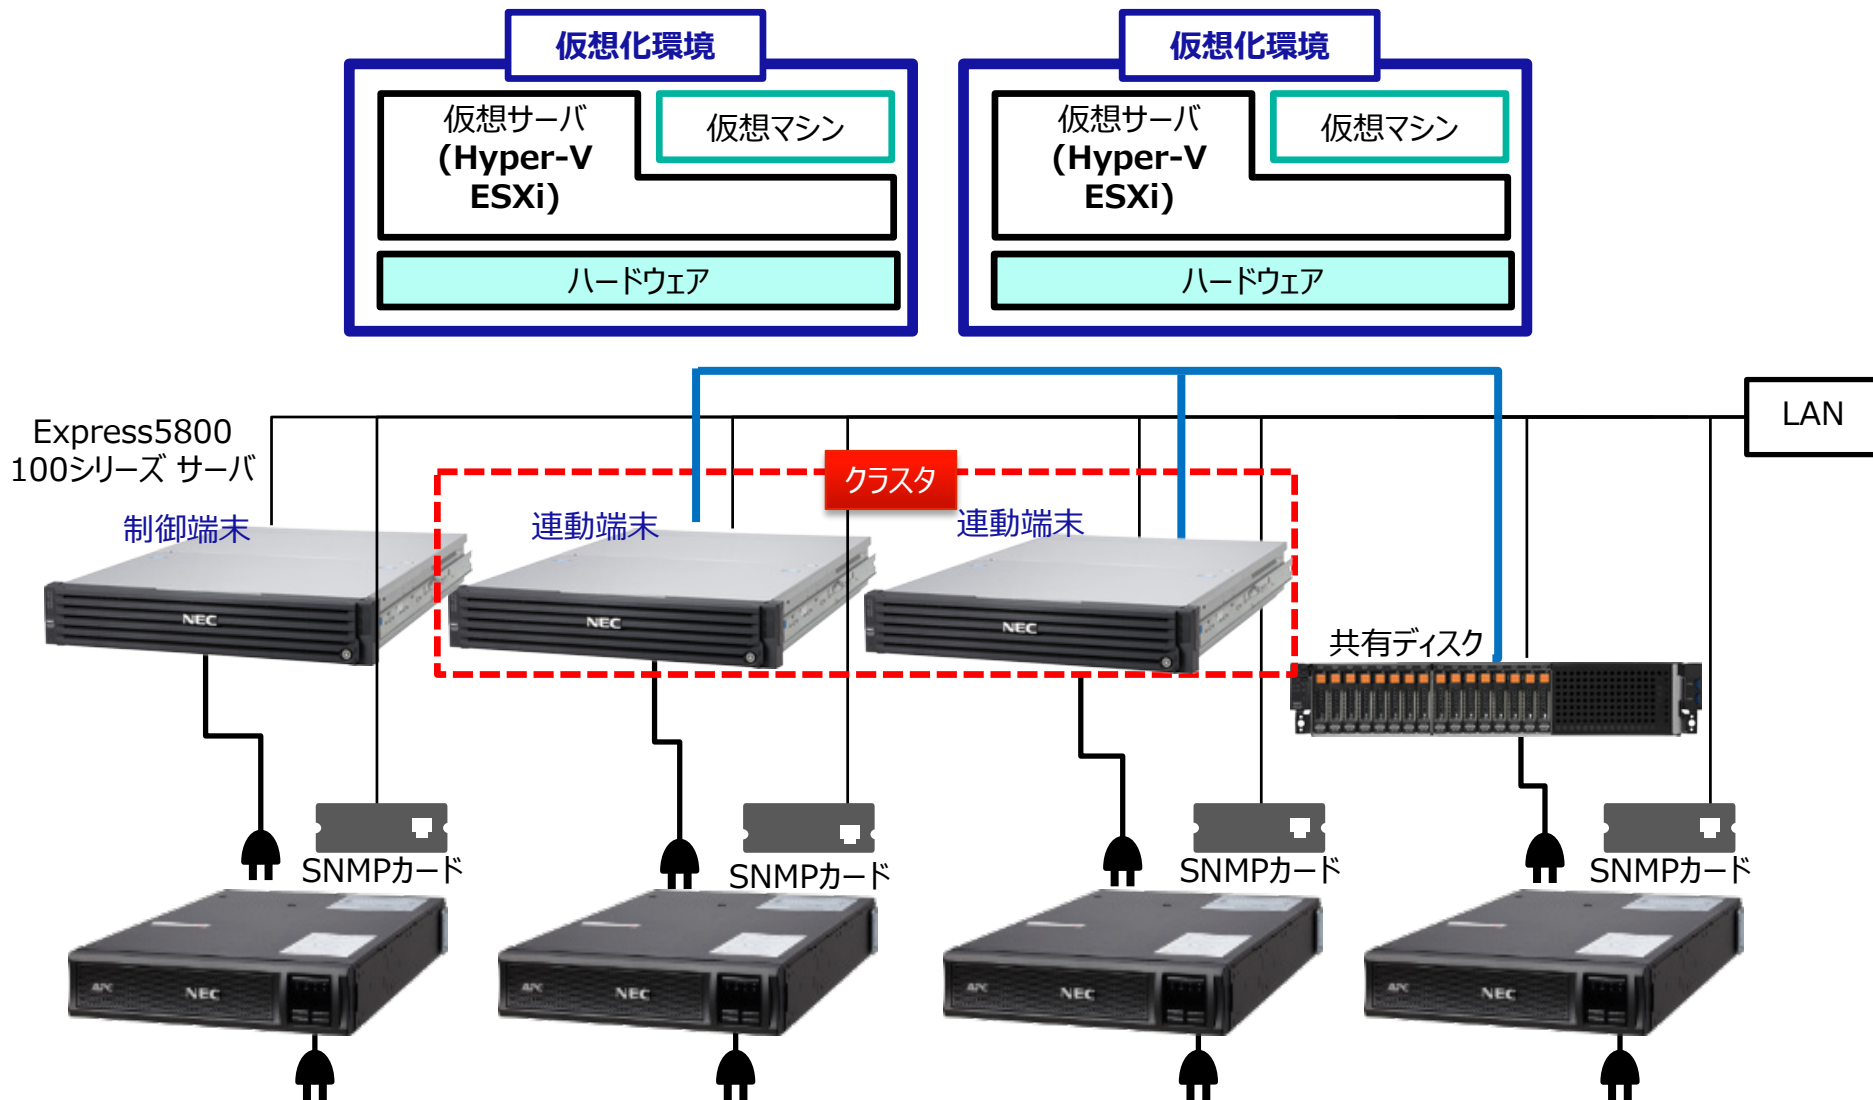 仮想化環境
仮想サーバ
(Hyper-V
ESXi)
仮想マシン
ハードウェア
仮想化環境
仮想サーバ
(Hyper-V
ESXi)
仮想マシン
ハードウェア
LAN
Express5800
100シリーズ サーバ
クラスタ
制御端末
連動端末
連動端末
NEC
NEC
NEC
共有ディスク
SNMPカード
SNMPカード
SNMPカード
SNMPカード
APC
NEC
APC
NEC
APC
NEC
APC
NEC